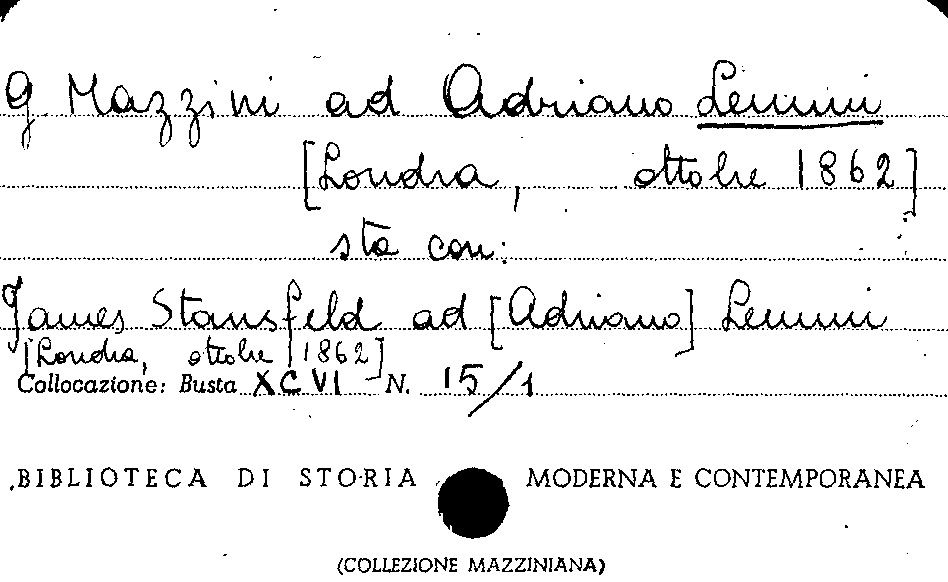 G. Mazzini ad Adriano Lemmi
[Londra, ottobre 1862]
sta con:
James Stansfeld ad [Adriano] Lemmi
[Londra, ottobre 1862]
Collocazione: Busta XCVI N. 15/1
BIBLIOTECA DI STORIA MODERNA E CONTEMPORANEA
(COLLEZIONE MAZZINIANA)